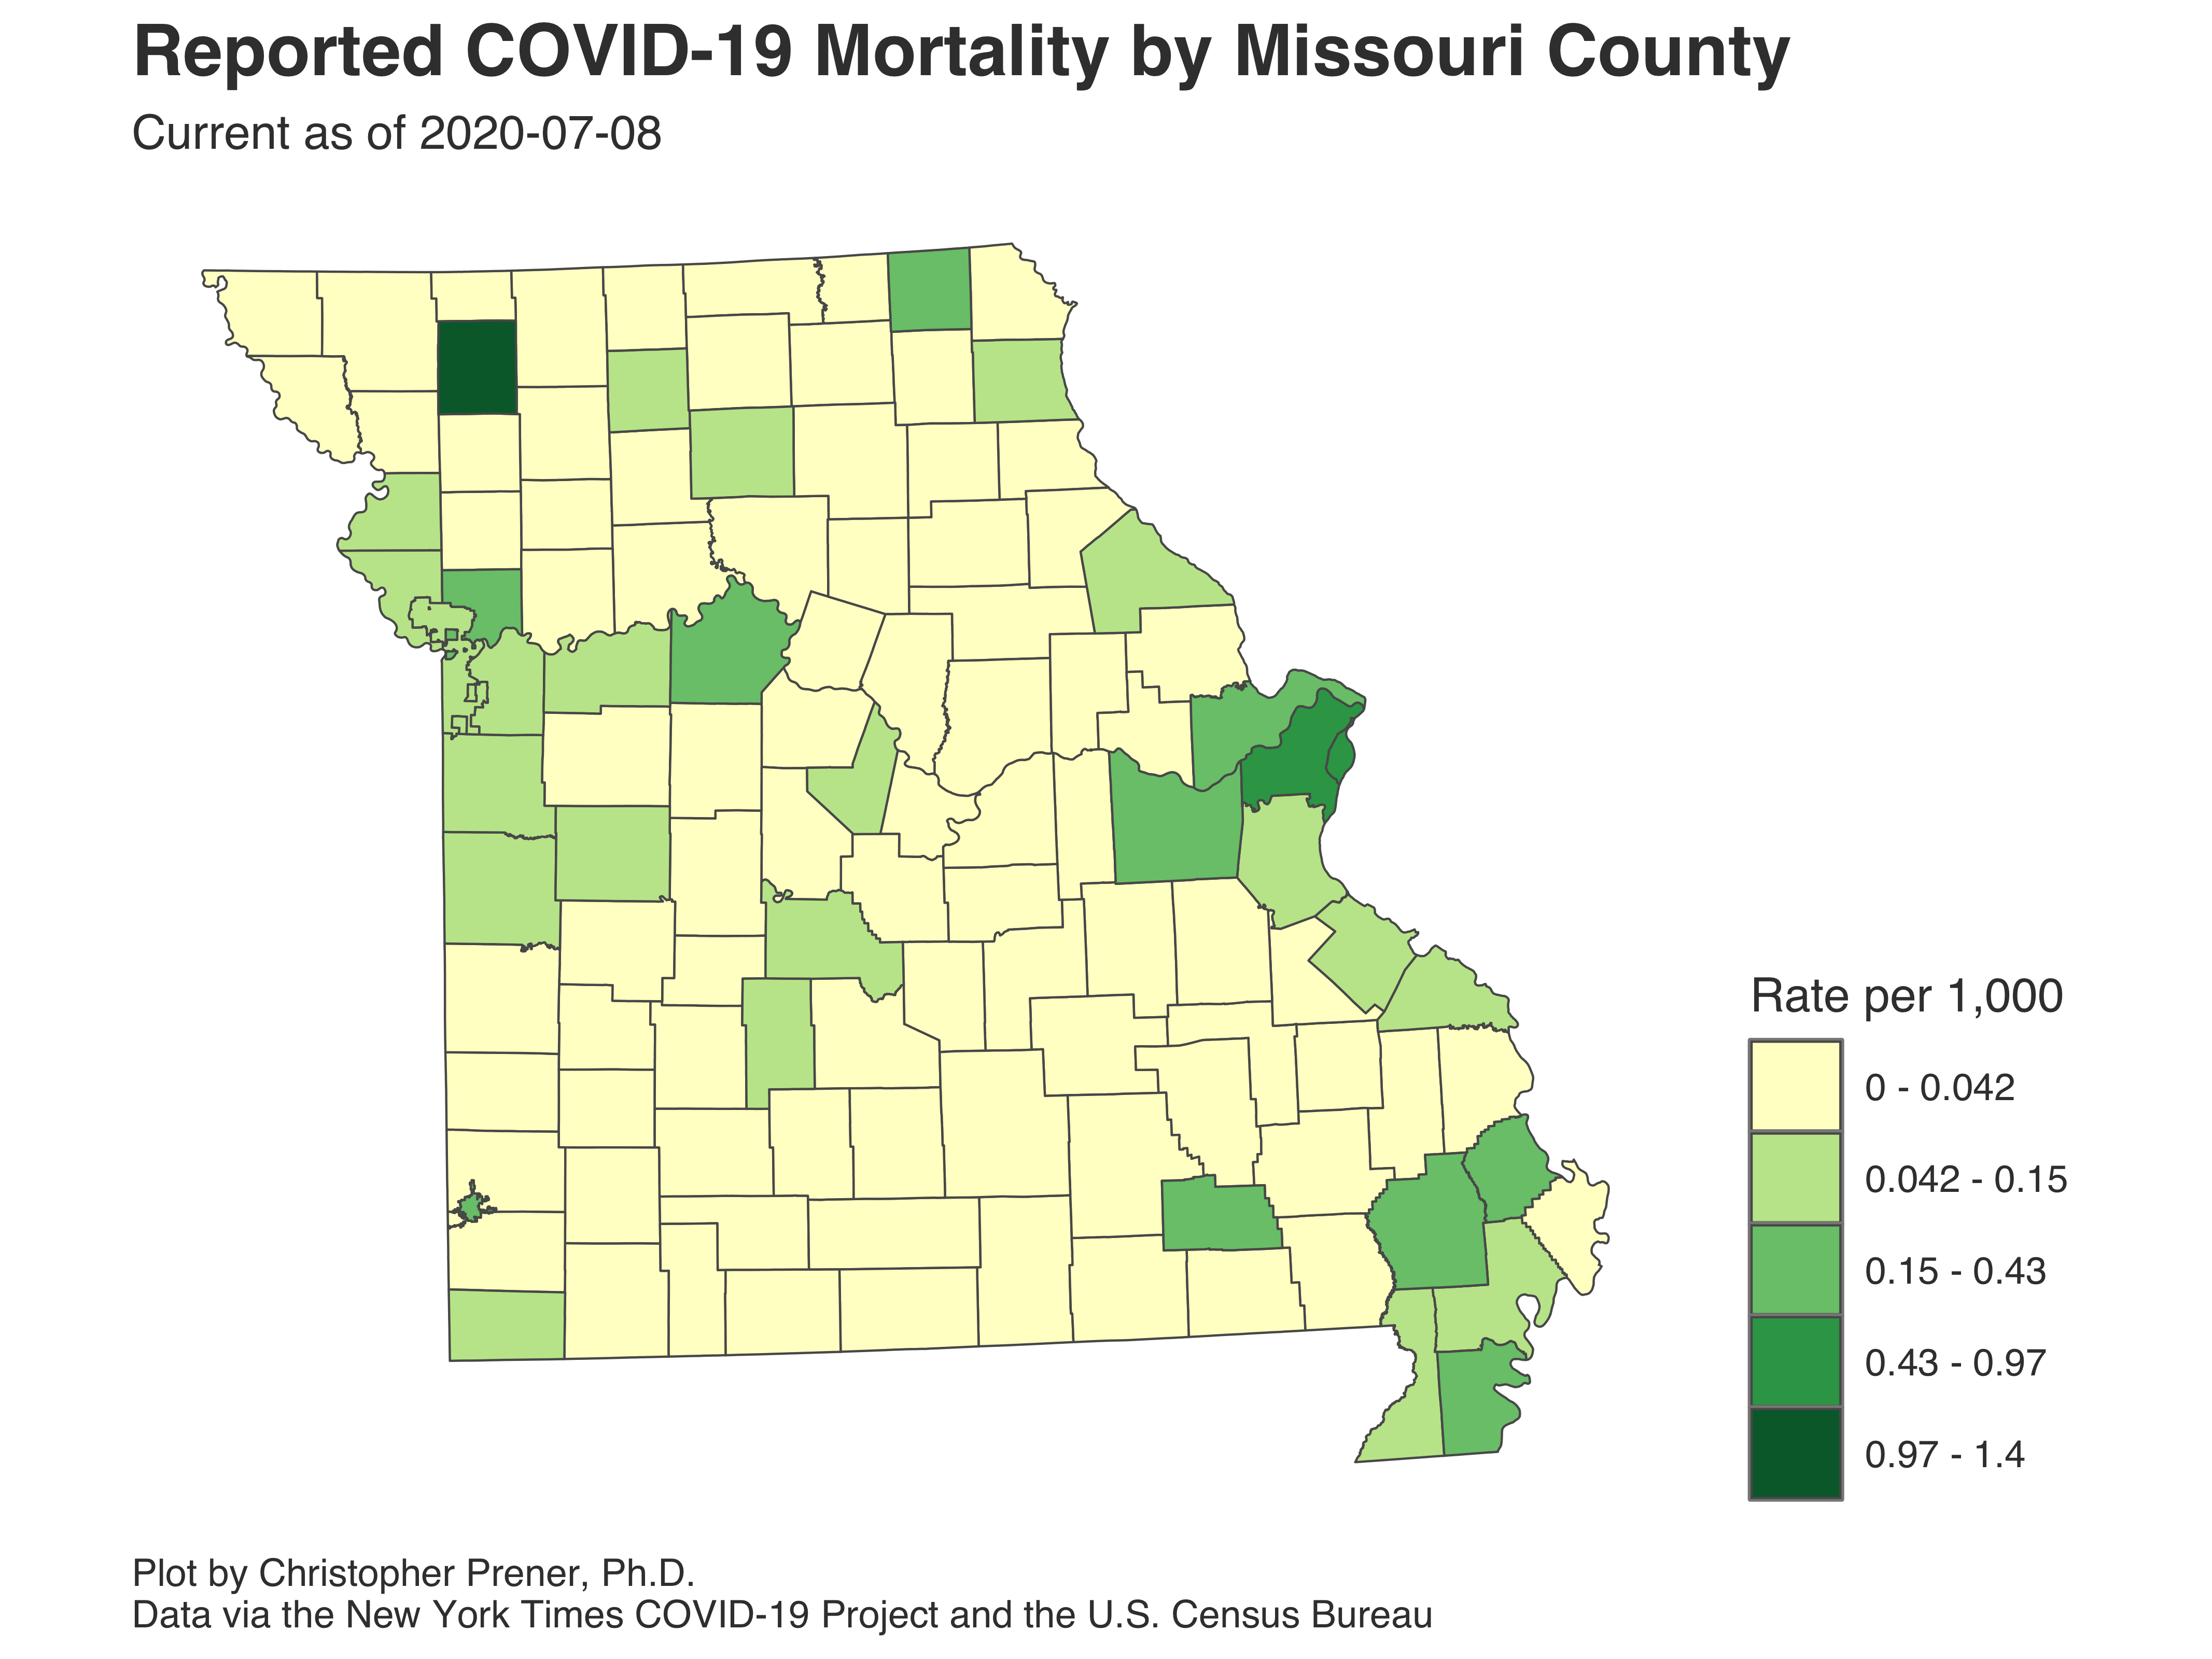 Reported COVID-19 Mortality by Missouri County
Current as of 2020-07-08
Rate per 1,000
0 - 0.042
0.042 - 0.15
0.15 - 0.43
0.43 - 0.97
0.97 - 1.4
Plot by Christopher Prener, Ph.D.
Data via the New York Times COVID-19 Project and the U.S. Census Bureau